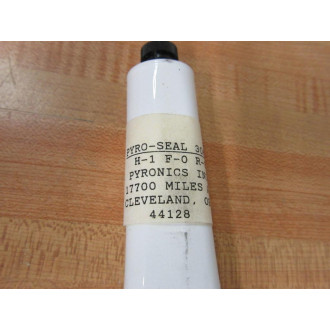 PYRO-SEAL
H-1 F-0
PYRONICS
17700 MILES
CLEVELAND,
44128